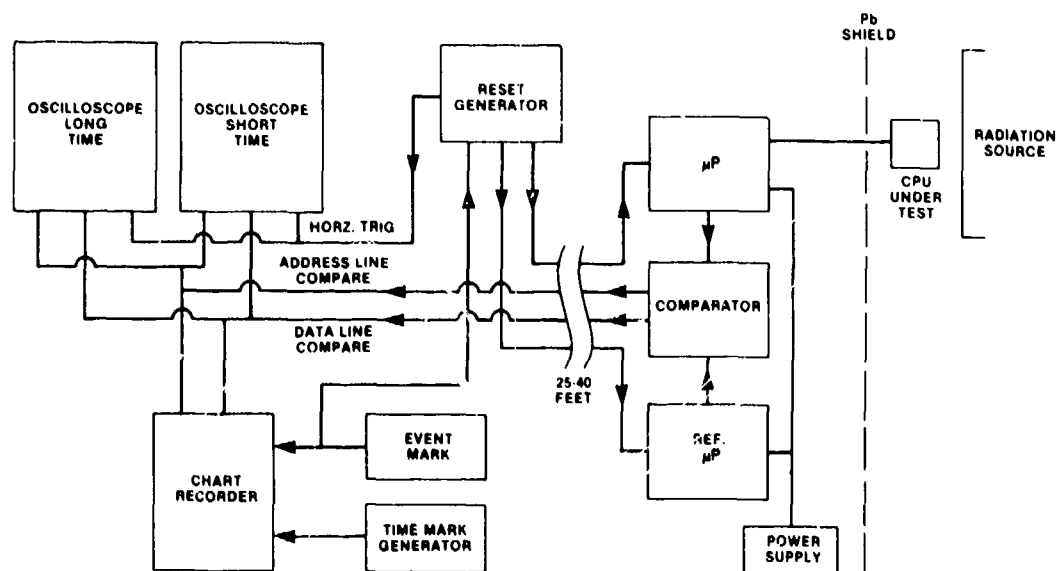 Pb
SHIELD
OSCILLOSCOPE
LONG
TIME
OSCILLOSCOPE
SHORT
TIME
RESET
GENERATOR
μP
CPU
UNDER
TEST
RADIATION
SOURCE
HORZ. TRIG
ADDRESS LINE
COMPARE
COMPARATOR
DATA LINE
COMPARE
25-40
FEET
REF.
μP
CHART
RECORDER
EVENT
MARK
TIME MARK
GENERATOR
POWER
SUPPLY